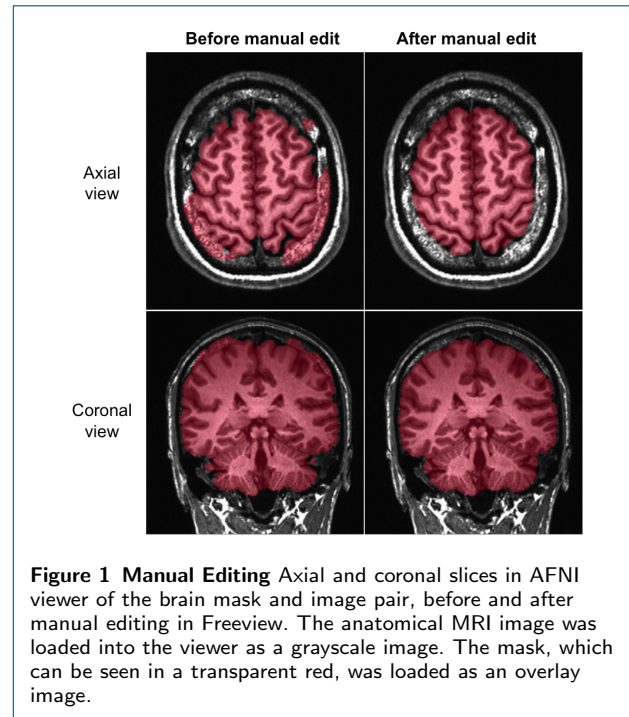 Before manual edit After manual edit
Axial
view
Coronal
view
Figure 1 Manual Editing Axial and coronal slices in AFNI
viewer of the brain mask and image pair, before and after
manual editing in Freeview. The anatomical MRI image was
loaded into the viewer as a grayscale image. The mask, which
can be seen in a transparent red, was loaded as an overlay
image.